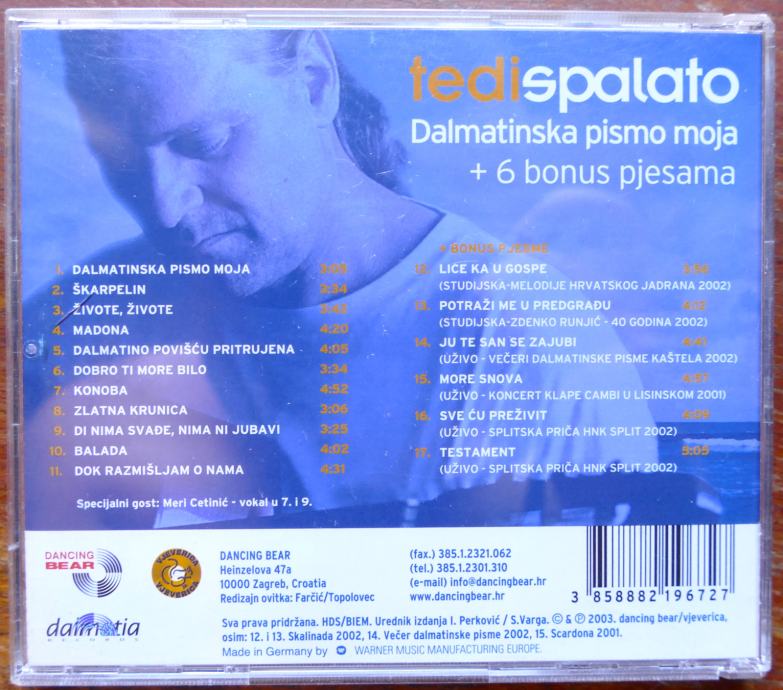 tedispalato
Dalmatinska pismo moja
+ 6 bonus pjesama
1. DALMATINSKA PISMO MOJA 3:05
2. ŠKARPELIN 3:34
3. ŽIVOTE, ŽIVOTE 3:42
4. MADONA 4:20
5. DALMATINO POVIŠĆU PRITRUJENA 4:05
6. DOBRO TI MORE BILO 3:34
7. KONOBA 4:52
8. ZLATNA KRUNICA 3:06
9. DI NIMA SVAĐE, NIMA NI JUBAVI 3:25
10. BALADA 4:02
11. DOK RAZMIŠLJAM O NAMA 4:31
Specijalni gost: Meri Cetinić - vokal u 7. i 9.
+ BONUS PJESME
12. LIĆE KA U GOSPE
(STUDIJSKA-MELODIJE HRVATSKOG JADRANA 2002)
13. POTRAŽI ME U PREDGRAĐU 4:12
(STUDIJSKA-ZDENKO RUNJIĆ - 40 GODINA 2002)
14. JU TE SAN SE ZAJUBI 4:41
(UŽIVO - VEČERI DALMATINSKE PISME KAŠTELA 2002)
15. MORE SNOVA 4:57
(UŽIVO - KONCERT KLAPE CAMBI U LISINSKOM 2001)
16. SVE ĆU PREŽIVIT 4:09
(UŽIVO - SPLITSKA PRIČA HNK SPLIT 2002)
17. TESTAMENT 5:05
(UŽIVO - SPLITSKA PRIČA HNK SPLIT 2002)
DANCING
BEAR
VJEVERICA
VJEVERICA
dalmatia
RECORDS
DANCING BEAR
Heinzelova 47a
10000 Zagreb, Croatia
Redizajn ovitka: Farčić/Topolovec
(fax.) 385.1.2321.062
(tel.) 385.1.2301.310
(e-mail) info@dancingbear.hr
www.dancingbear.hr
3 858882 196727
Sva prava pridržana. HDS/BIEM. Urednik izdanja I. Perković / S.Varga. © & ℗ 2003. dancing bear/vjeverica,
osim: 12. i 13. Skalinada 2002, 14. Večer dalmatinske pisme 2002, 15. Scardona 2001.
Made in Germany by WARNER MUSIC MANUFACTURING EUROPE.